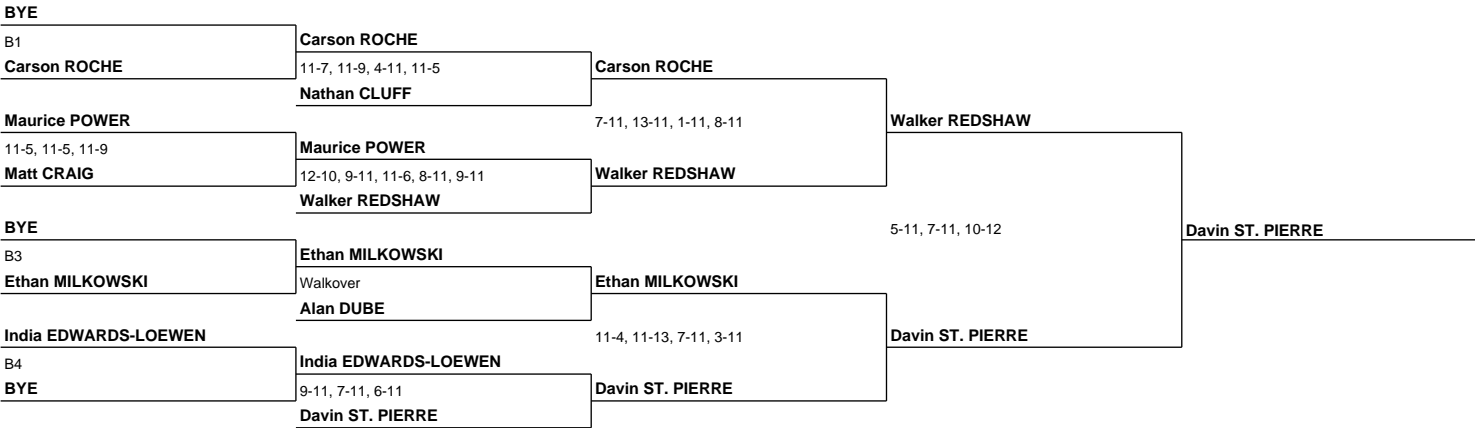 BYE
B1
Carson ROCHE
Carson ROCHE
11-7, 11-9, 4-11, 11-5
Carson ROCHE
Nathan CLUFF
Maurice POWER
7-11, 13-11, 1-11, 8-11
Walker REDSHAW
11-5, 11-5, 11-9
Maurice POWER
Matt CRAIG
12-10, 9-11, 11-6, 8-11, 9-11
Walker REDSHAW
Walker REDSHAW
BYE
5-11, 7-11, 10-12
Davin ST. PIERRE
B3
Ethan MILKOWSKI
Ethan MILKOWSKI
Walkover
Ethan MILKOWSKI
Alan DUBE
India EDWARDS-LOEWEN
11-4, 11-13, 7-11, 3-11
Davin ST. PIERRE
B4
India EDWARDS-LOEWEN
BYE
9-11, 7-11, 6-11
Davin ST. PIERRE
Davin ST. PIERRE